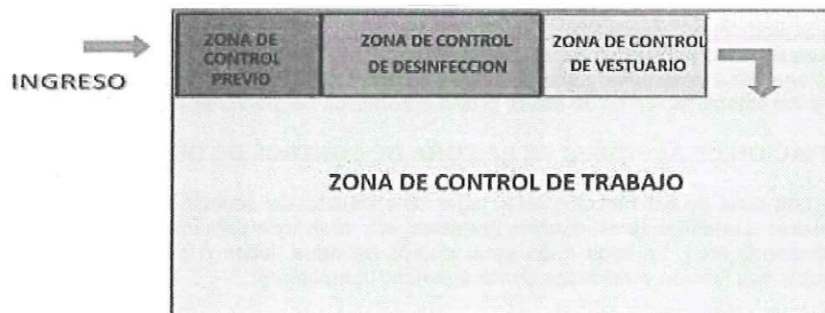 INGRESO
ZONA DE
CONTROL
PREVIO
ZONA DE CONTROL
DE DESINFECCION
ZONA DE CONTROL
DE VESTUARIO
ZONA DE CONTROL DE TRABAJO